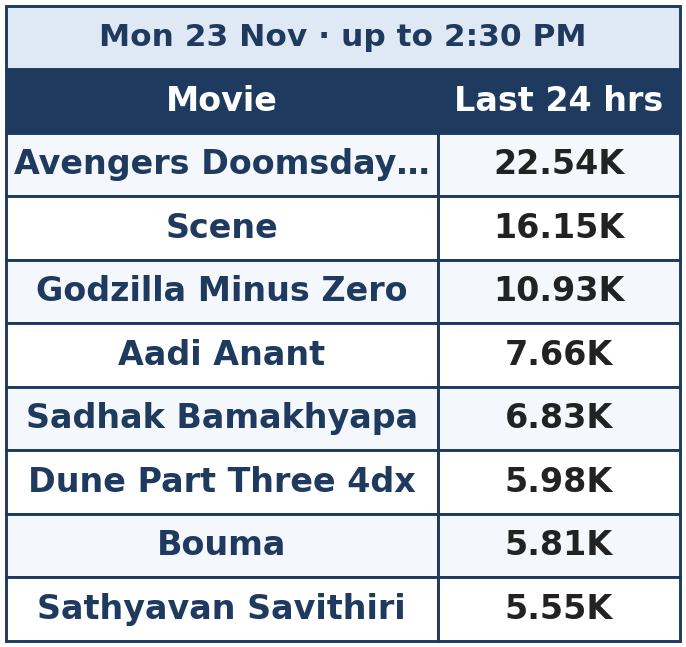 Mon 23 Nov · up to 2:30 PM
Movie Last 24 hrs
Avengers Doomsday... 22.54K
Scene 16.15K
Godzilla Minus Zero 10.93K
Aadi Anant 7.66K
Sadhak Bamakhyapa 6.83K
Dune Part Three 4dx 5.98K
Bouma 5.81K
Sathyavan Savithiri 5.55K